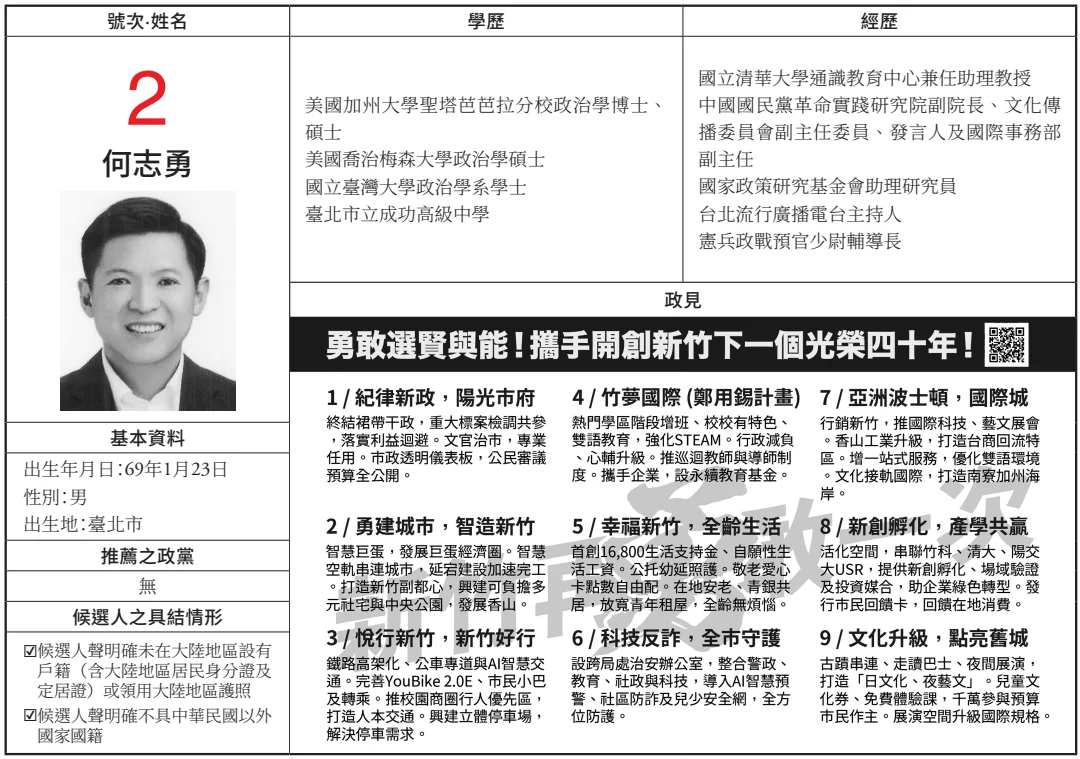 號次·姓名
2
何志勇
基本資料
出生年月日：69年1月23日
性別：男
出生地：臺北市
推薦之政黨
無
候選人之具結情形
☑候選人聲明確未在大陸地區設有
戶籍（含大陸地區居民身分證及
定居證）或領用大陸地區護照
☑候選人聲明確不具中華民國以外
國家國籍
學歷
美國加州大學聖塔芭芭拉分校政治學博士、
碩士
美國喬治梅森大學政治學碩士
國立臺灣大學政治學系學士
臺北市立成功高級中學
經歷
國立清華大學通識教育中心兼任助理教授
中國國民黨革命實踐研究院副院長、文化傳
播委員會副主任委員、發言人及國際事務部
副主任
國家政策研究基金會助理研究員
台北流行廣播電台主持人
憲兵政戰預官少尉輔導長
政見
勇敢選賢與能！攜手開創新竹下一個光榮四十年！
新竹再勇敢一次
1 / 紀律新政，陽光市府
終結裙帶干政，重大標案檢調共參
，落實利益迴避。文官治市，專業
任用。市政透明儀表板，公民審議
預算全公開。
2 / 勇建城市，智造新竹
智慧巨蛋，發展巨蛋經濟圈。智慧
空軌串連城市，延宕建設加速完工
。打造新竹副都心，興建可負擔多
元社宅與中央公園，發展香山。
3 / 悅行新竹，新竹好行
鐵路高架化、公車專道與AI智慧交
通。完善YouBike 2.0E、市民小巴
及轉乘。推校園商圈行人優先區，
打造人本交通。興建立體停車場，
解決停車需求。
4 / 竹夢國際 (鄭用錫計畫)
熱門學區階段增班、校校有特色、
雙語教育，強化STEAM。行政減負
、心輔升級。推巡迴教師與導師制
度。攜手企業，設永續教育基金。
5 / 幸福新竹，全齡生活
首創16,800生活支持金、自願性生
活工資。公托幼延照護。敬老愛心
卡點數自由配。在地安老、青銀共
居，放寬青年租屋，全齡無煩惱。
6 / 科技反詐，全市守護
設跨局處治安辦公室，整合警政、
教育、社政與科技，導入AI智慧預
警、社區防詐及兒少安全網，全方
位防護。
7 / 亞洲波士頓，國際城
行銷新竹，推國際科技、藝文展會
。香山工業升級，打造台商回流特
區。增一站式服務，優化雙語環境
。文化接軌國際，打造南寮加州海
岸。
8 / 新創孵化，產學共贏
活化空間，串聯竹科、清大、陽交
大USR，提供新創孵化、場域驗證
及投資媒合，助企業綠色轉型。發
行市民回饋卡，回饋在地消費。
9 / 文化升級，點亮舊城
古蹟串連、走讀巴士、夜間展演，
打造「日文化、夜藝文」。兒童文
化券、免費體驗課，千萬參與預算
市民作主。展演空間升級國際規格。